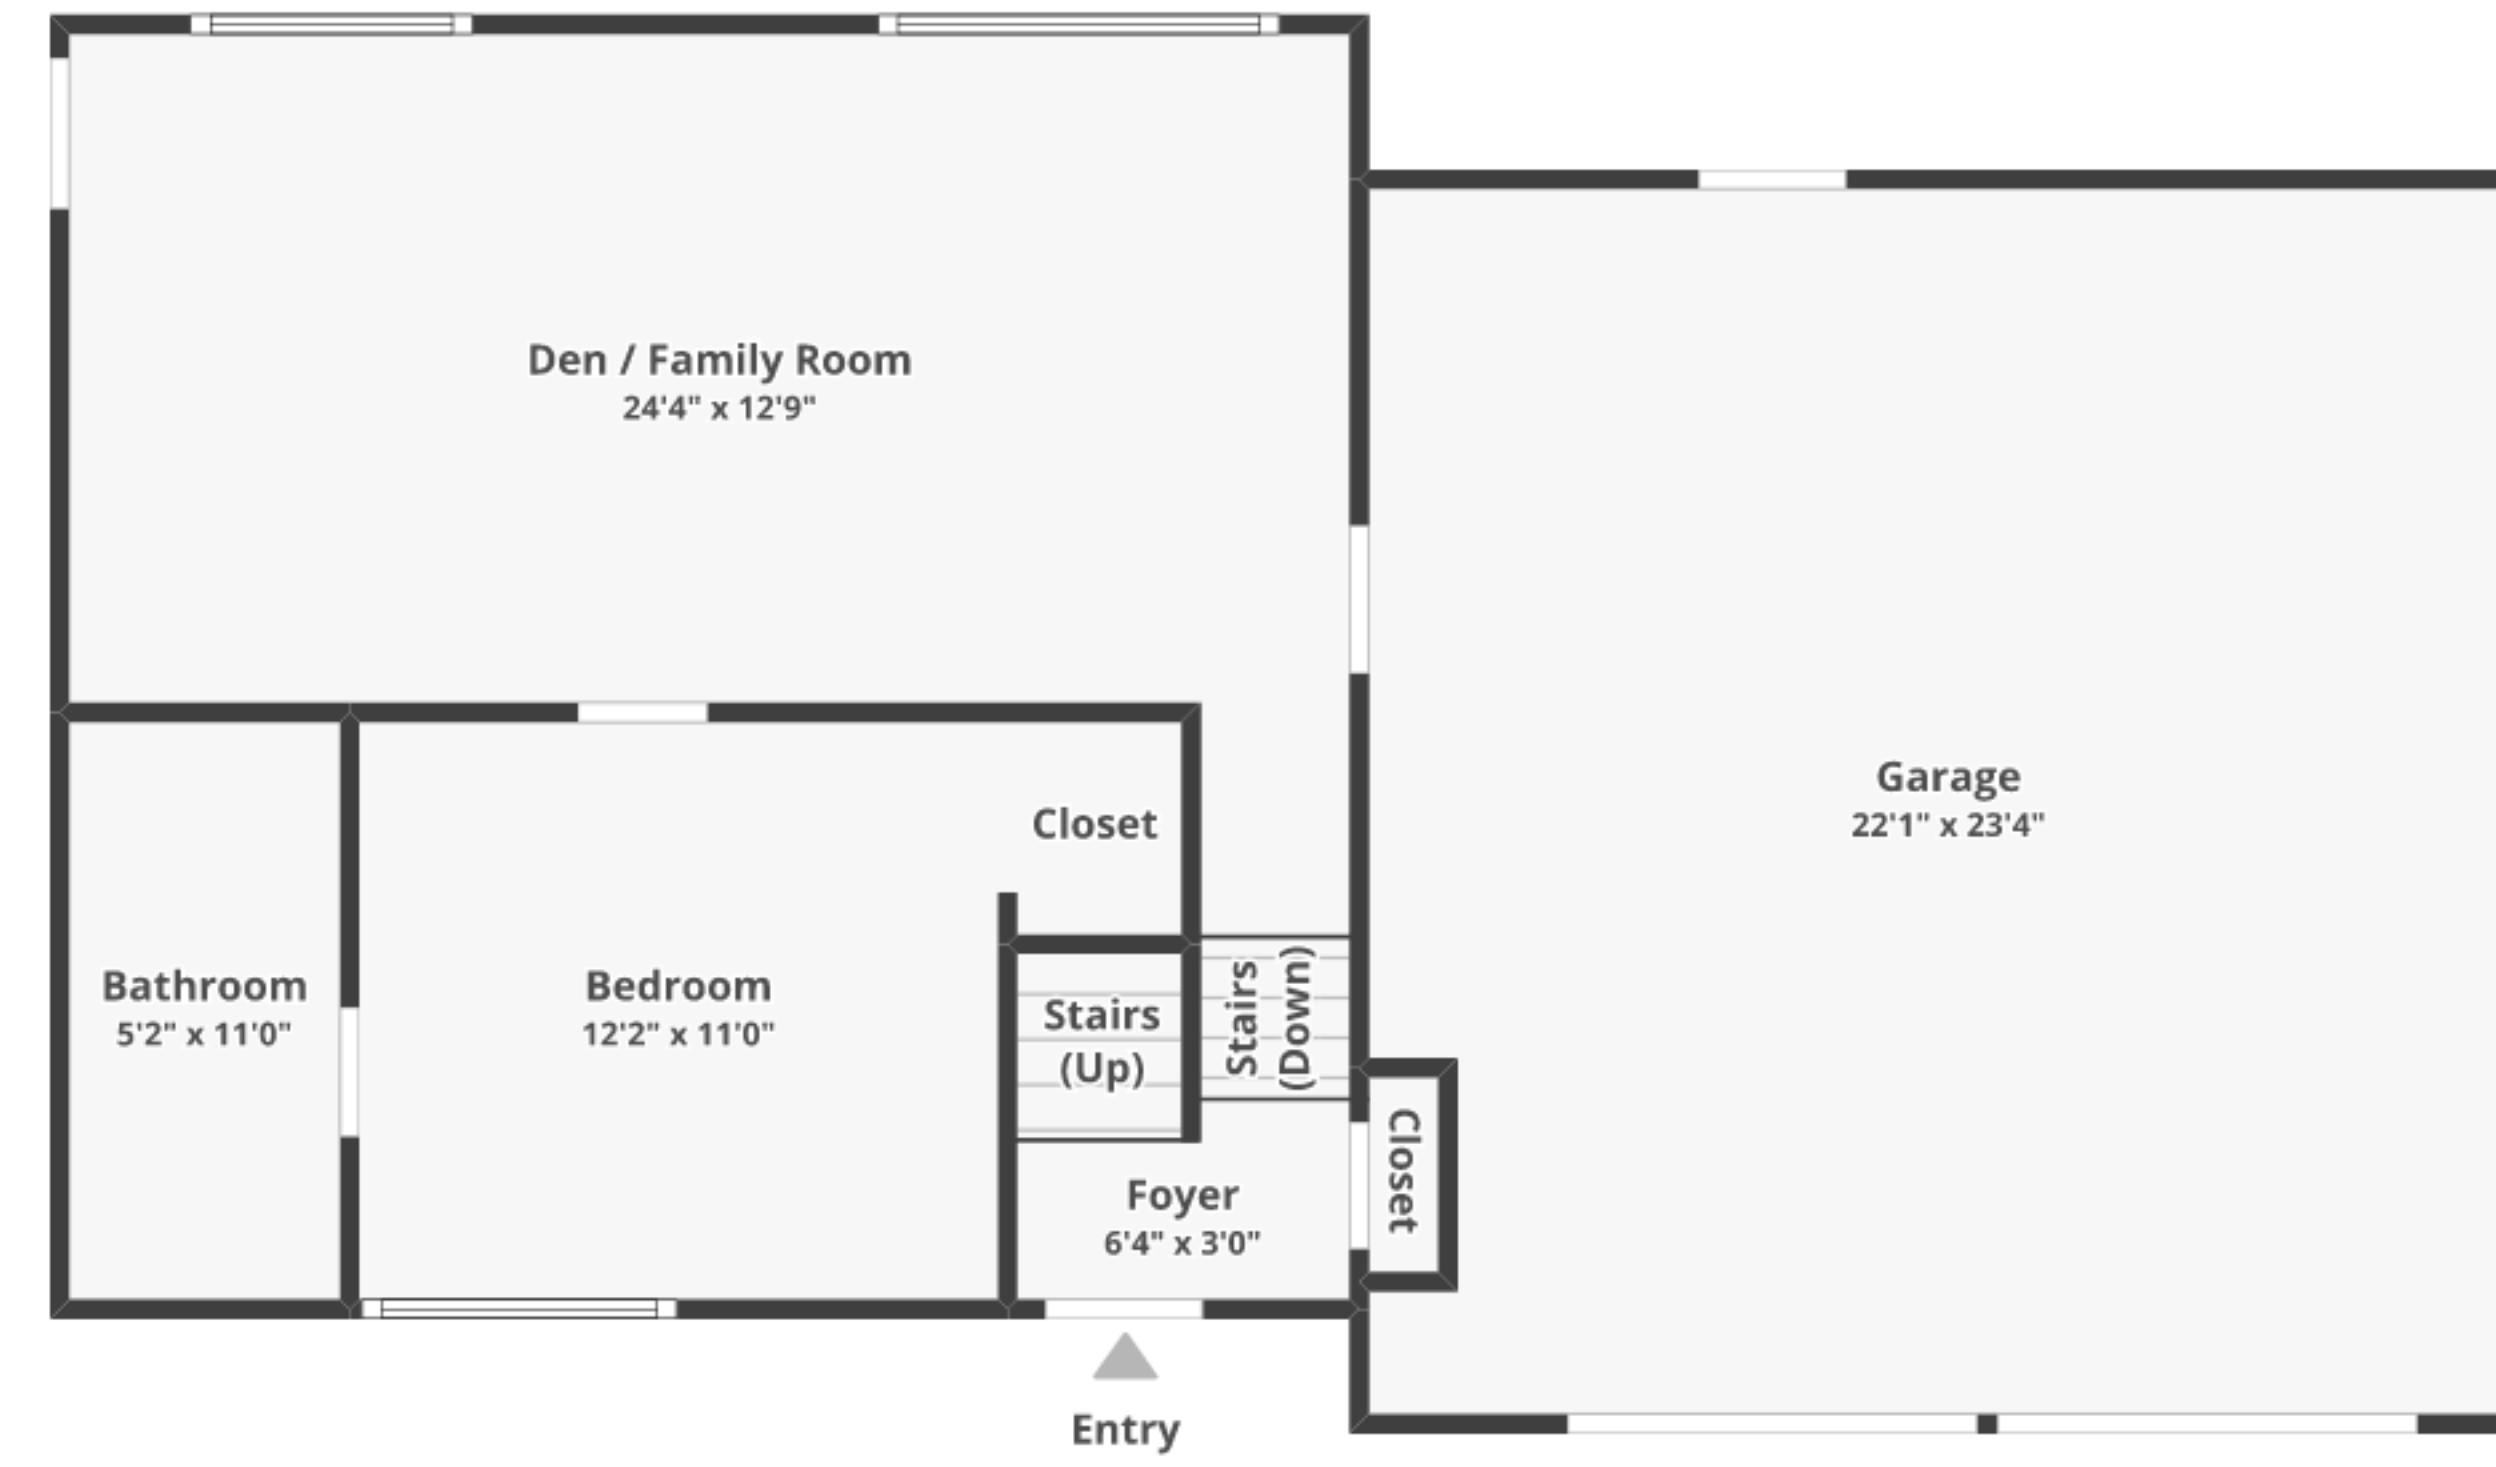 Den / Family Room
24'4" x 12'9"
Garage
22'1" x 23'4"
Closet
Bathroom
5'2" x 11'0"
Bedroom
12'2" x 11'0"
Stairs
(Up)
Stairs
(Down)
Closet
Foyer
6'4" x 3'0"
Entry